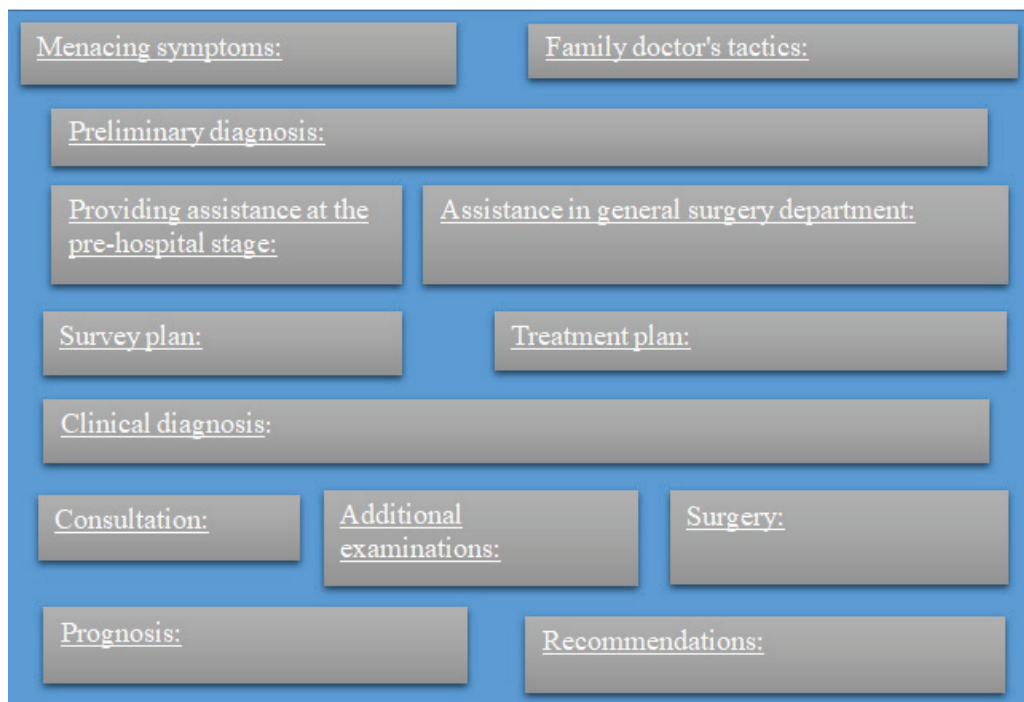 Menacing symptoms:
Family doctor's tactics:
Preliminary diagnosis:
Providing assistance at the
pre-hospital stage:
Assistance in general surgery department:
Survey plan:
Treatment plan:
Clinical diagnosis:
Consultation:
Additional
examinations:
Surgery:
Prognosis:
Recommendations: